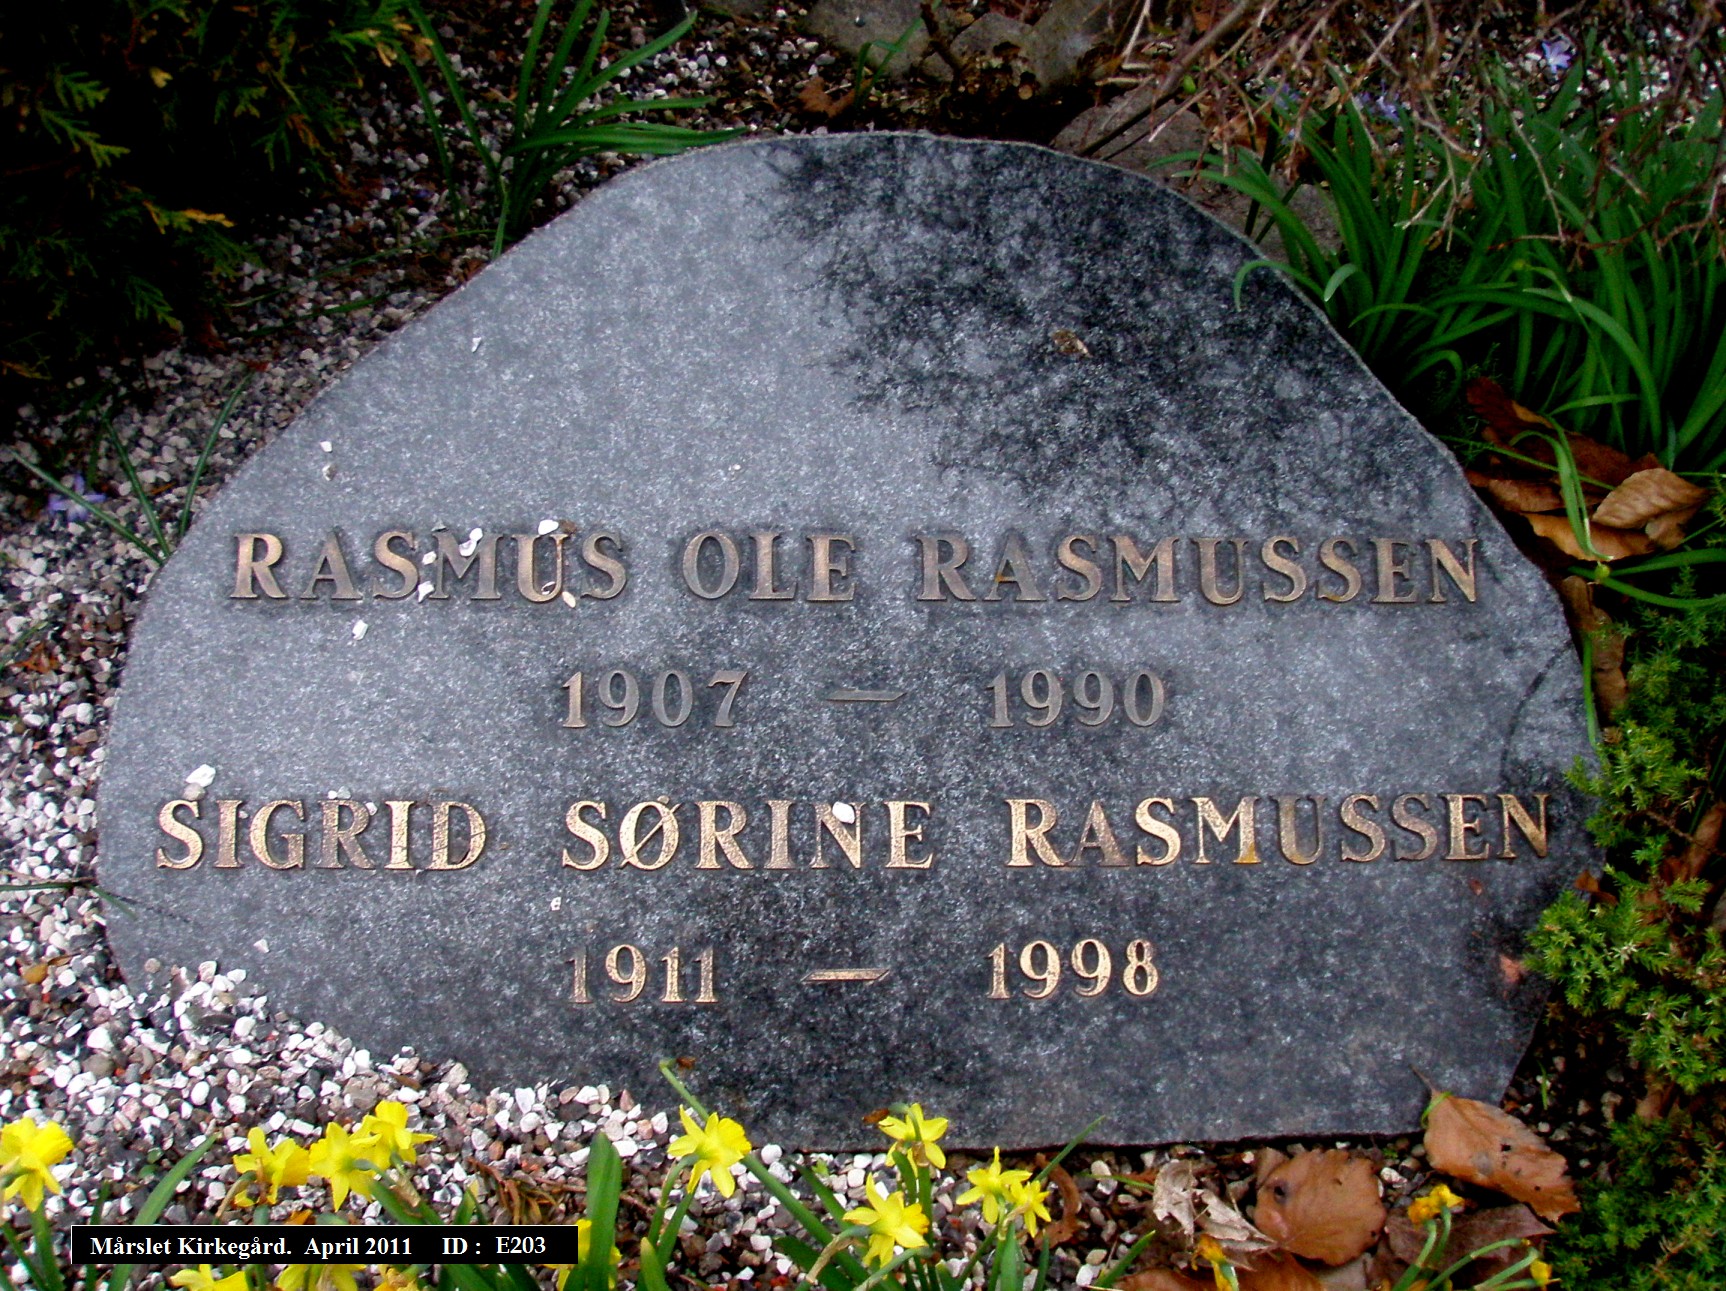 RASMUS OLE RASMUSSEN
1907 — 1990
SIGRID SØRINE RASMUSSEN
1911 — 1998
Mårslet Kirkegård. April 2011 ID : E203